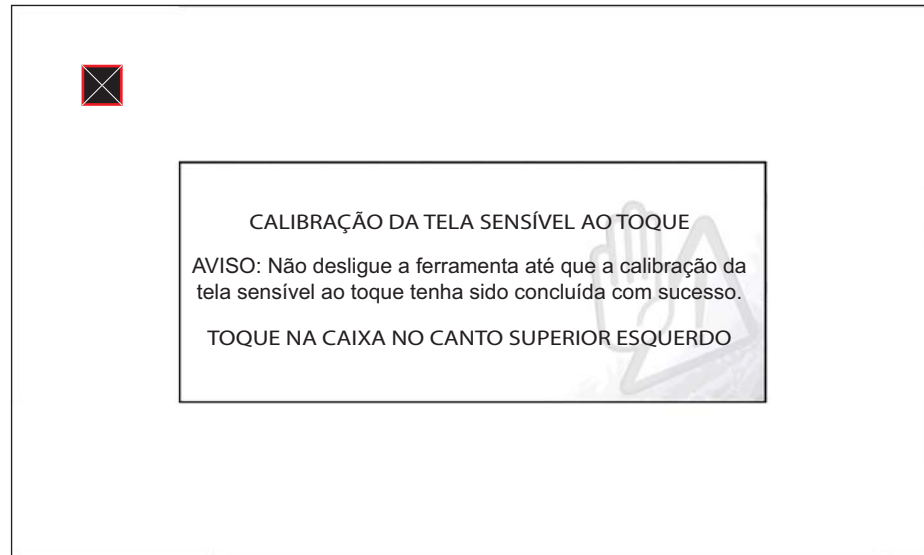 CALIBRAÇÃO DA TELA SENSÍVEL AO TOQUE
AVISO: Não desligue a ferramenta até que a calibração da
tela sensível ao toque tenha sido concluída com sucesso.
TOQUE NA CAIXA NO CANTO SUPERIOR ESQUERDO